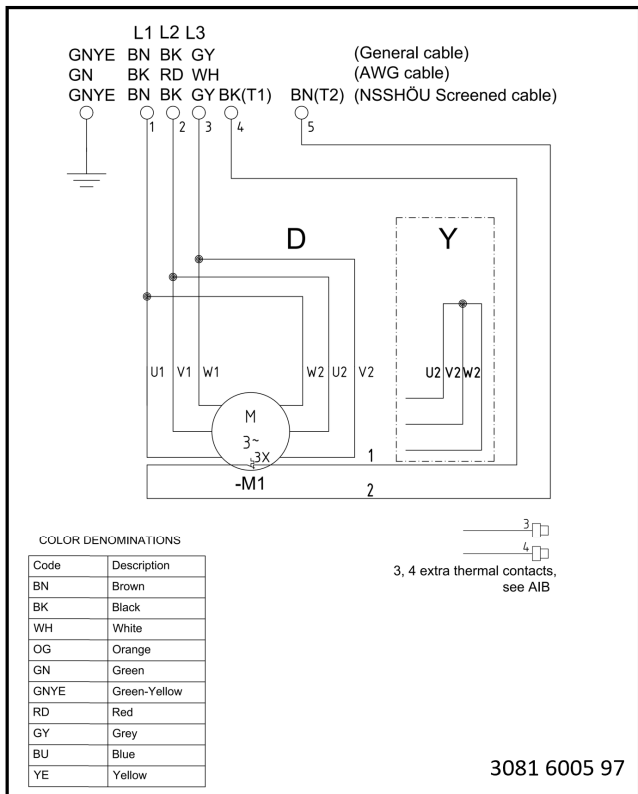 L1 L2 L3
GNYE BN BK GY (General cable)
GN BK RD WH (AWG cable)
GNYE BN BK GY BK(T1) BN(T2) (NSSHÖU Screened cable)
1 2 3 4 5
D Y
U1 V1 W1 W2 U2 V2 U2 V2 W2
M
3~
3X
1
-M1
2
3
4
3, 4 extra thermal contacts,
see AIB
COLOR DENOMINATIONS
Code Description
BN Brown
BK Black
WH White
OG Orange
GN Green
GNYE Green-Yellow
RD Red
GY Grey
BU Blue
YE Yellow
3081 6005 97